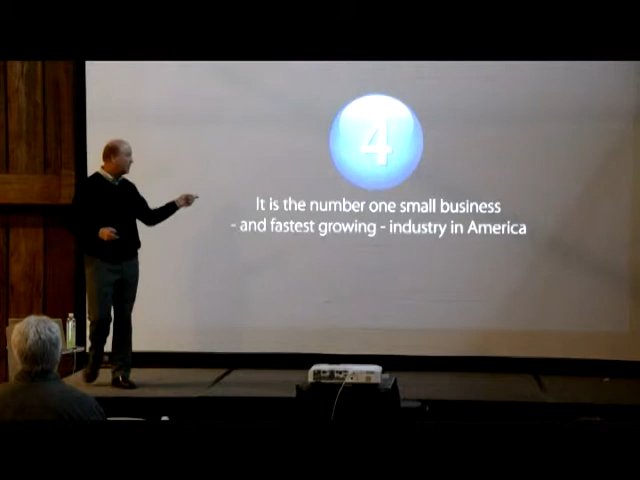 4
It is the number one small business
- and fastest growing - industry in America